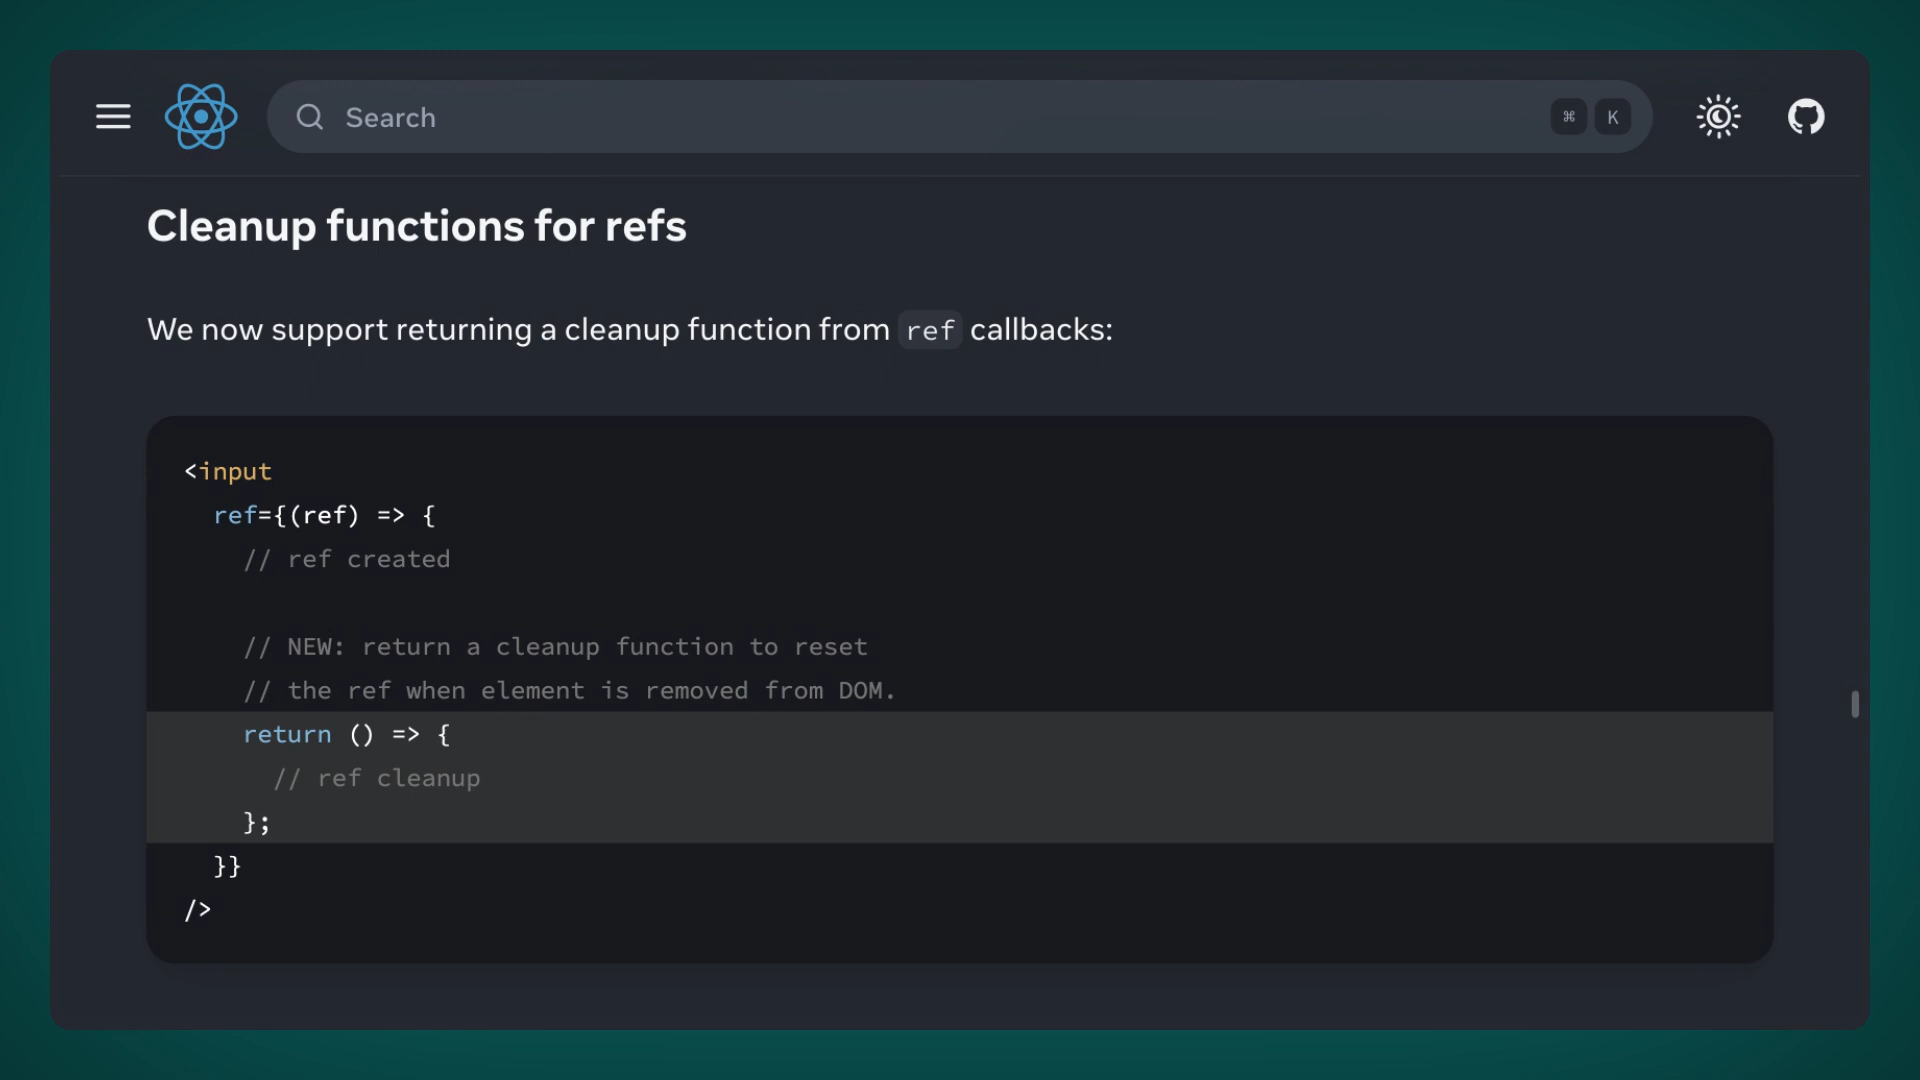 Search
⌘ K
Cleanup functions for refs
We now support returning a cleanup function from ref callbacks:
<input
  ref={(ref) => {
    // ref created

    // NEW: return a cleanup function to reset
    // the ref when element is removed from DOM.
    return () => {
      // ref cleanup
    };
  }}
/>